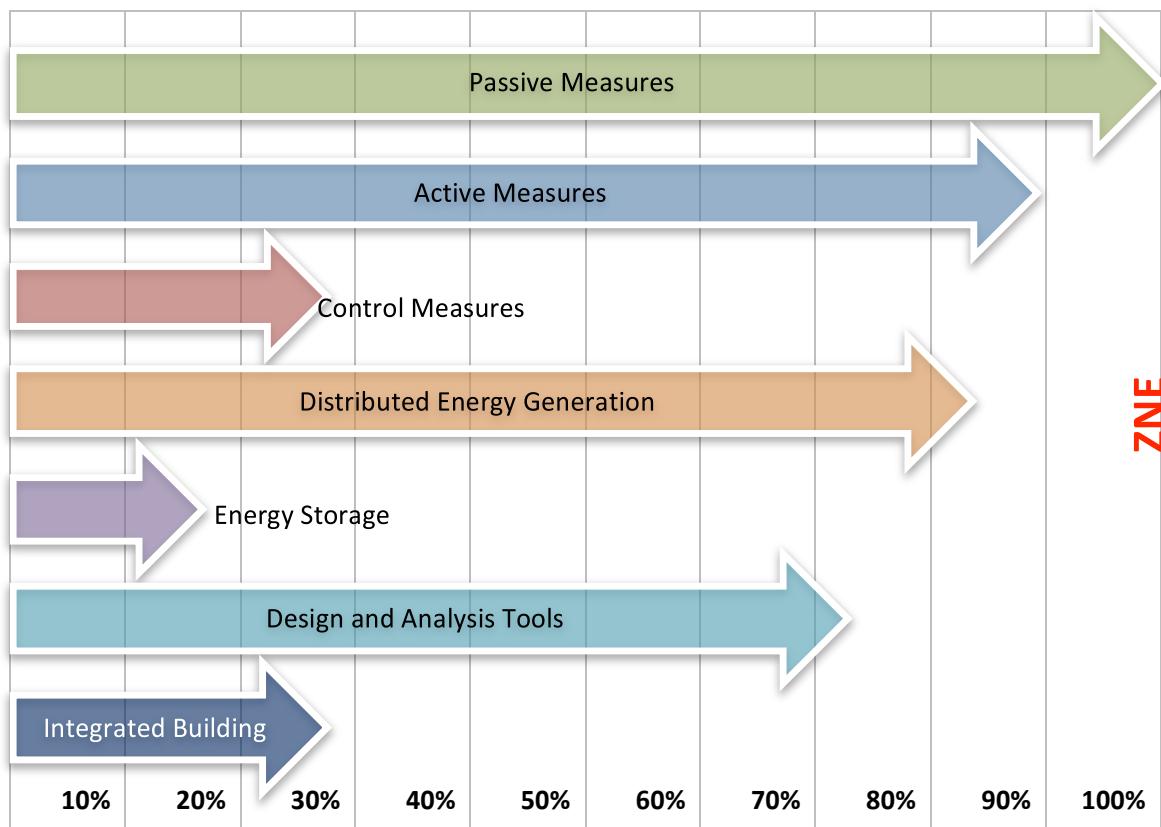 Passive Measures
Active Measures
Control Measures
Distributed Energy Generation
ZNE
Energy Storage
Design and Analysis Tools
Integrated Building
10% 20% 30% 40% 50% 60% 70% 80% 90% 100%